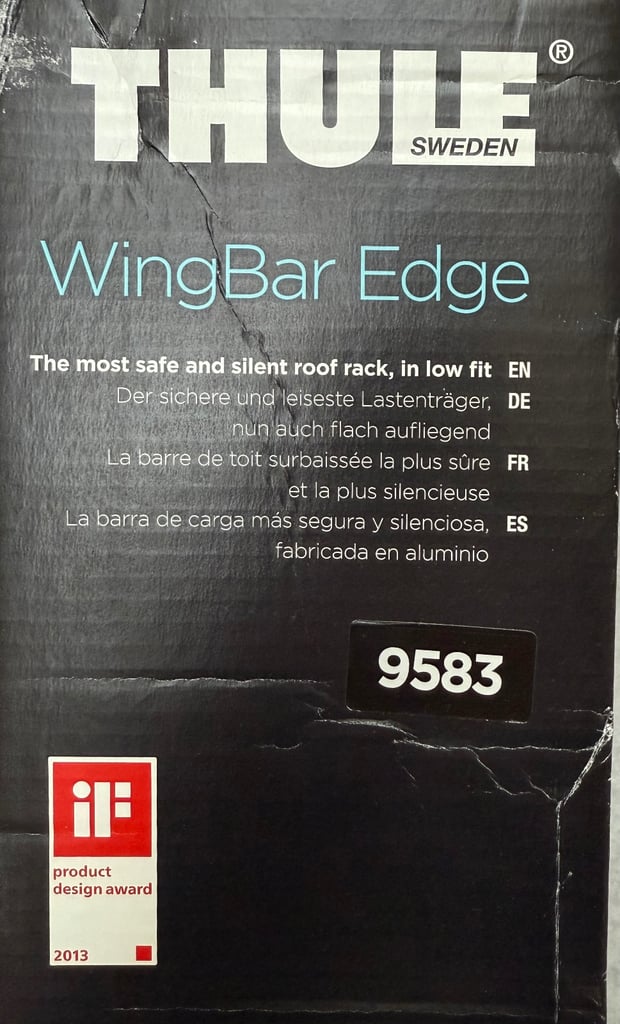 THULE®
SWEDEN
WingBar Edge
The most safe and silent roof rack, in low fit EN
Der sichere und leiseste Lastenträger, DE
nun auch flach aufliegend
La barre de toit surbaissée la plus sûre FR
et la plus silencieuse
La barra de carga más segura y silenciosa, ES
fabricada en aluminio
9583
iF
product
design award
2013